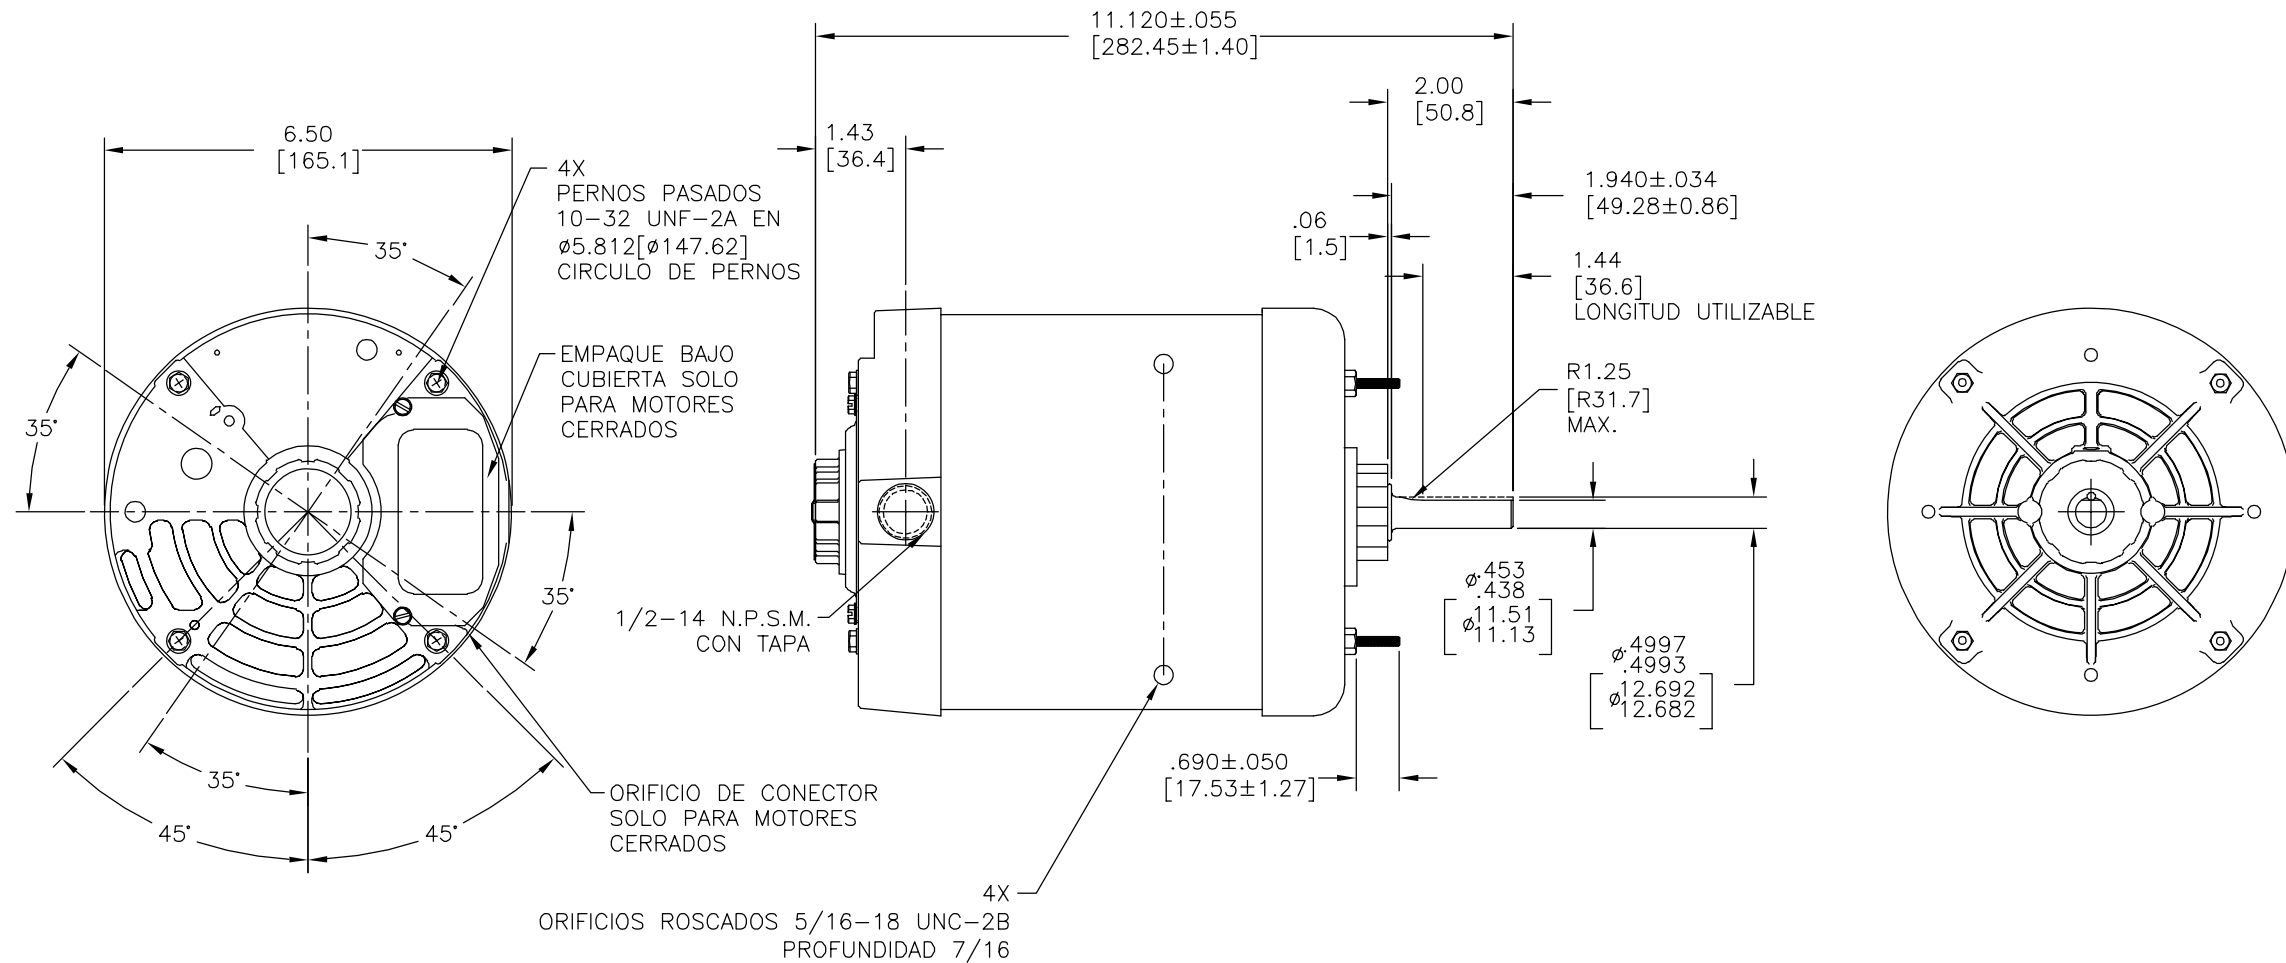 11.120±.055
[282.45±1.40]
2.00
[50.8]
6.50
[165.1]
1.43
[36.4]
4X
PERNOS PASADOS
10-32 UNF-2A EN
ø5.812[ø147.62]
CIRCULO DE PERNOS
1.940±.034
[49.28±0.86]
.06
[1.5]
35°
1.44
[36.6]
LONGITUD UTILIZABLE
EMPAQUE BAJO
CUBIERTA SOLO
PARA MOTORES
CERRADOS
R1.25
[R31.7]
MAX.
35°
35°
1/2-14 N.P.S.M.
CON TAPA
ø.453
.438
[ø11.51
11.13]
ø.4997
.4993
[ø12.692
12.682]
35°
45°
45°
ORIFICIO DE CONECTOR
SOLO PARA MOTORES
CERRADOS
.690±.050
[17.53±1.27]
4X
ORIFICIOS ROSCADOS 5/16-18 UNC-2B
PROFUNDIDAD 7/16